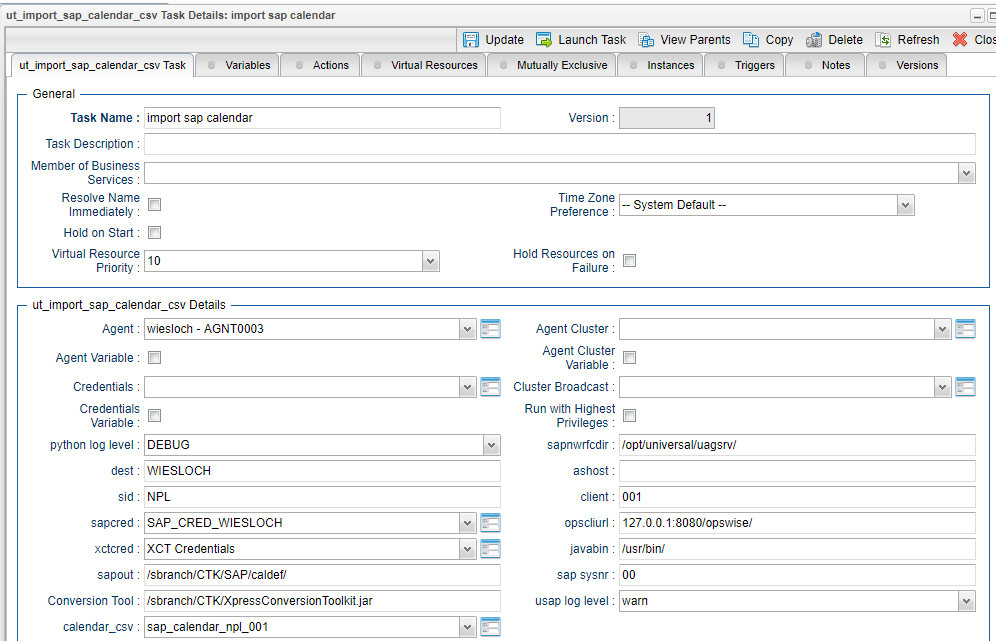 ut_import_sap_calendar_csv Task Details: import sap calendar
Update Launch Task View Parents Copy Delete Refresh Clos
ut_import_sap_calendar_csv Task Variables Actions Virtual Resources Mutually Exclusive Instances Triggers Notes Versions
General
Task Name : import sap calendar Version : 1
Task Description :
Member of Business
Services :
Resolve Name
Immediately :
Time Zone
Preference : -- System Default --
Hold on Start :
Virtual Resource
Priority : 10
Hold Resources on
Failure :
ut_import_sap_calendar_csv Details
Agent : wiesloch - AGNT0003 Agent Cluster :
Agent Variable :
Agent Cluster
Variable :
Credentials : Cluster Broadcast :
Credentials
Variable :
Run with Highest
Privileges :
python log level : DEBUG sapnwrfcdir : /opt/universal/uagsrv/
dest : WIESLOCH ashost :
sid : NPL client : 001
sapcred : SAP_CRED_WIESLOCH opscliurl : 127.0.0.1:8080/opswise/
xctcred : XCT Credentials javabin : /usr/bin/
sapout : /sbranch/CTK/SAP/caldef/ sap sysnr : 00
Conversion Tool : /sbranch/CTK/XpressConversionToolkit.jar usap log level : warn
calendar_csv : sap_calendar_npl_001